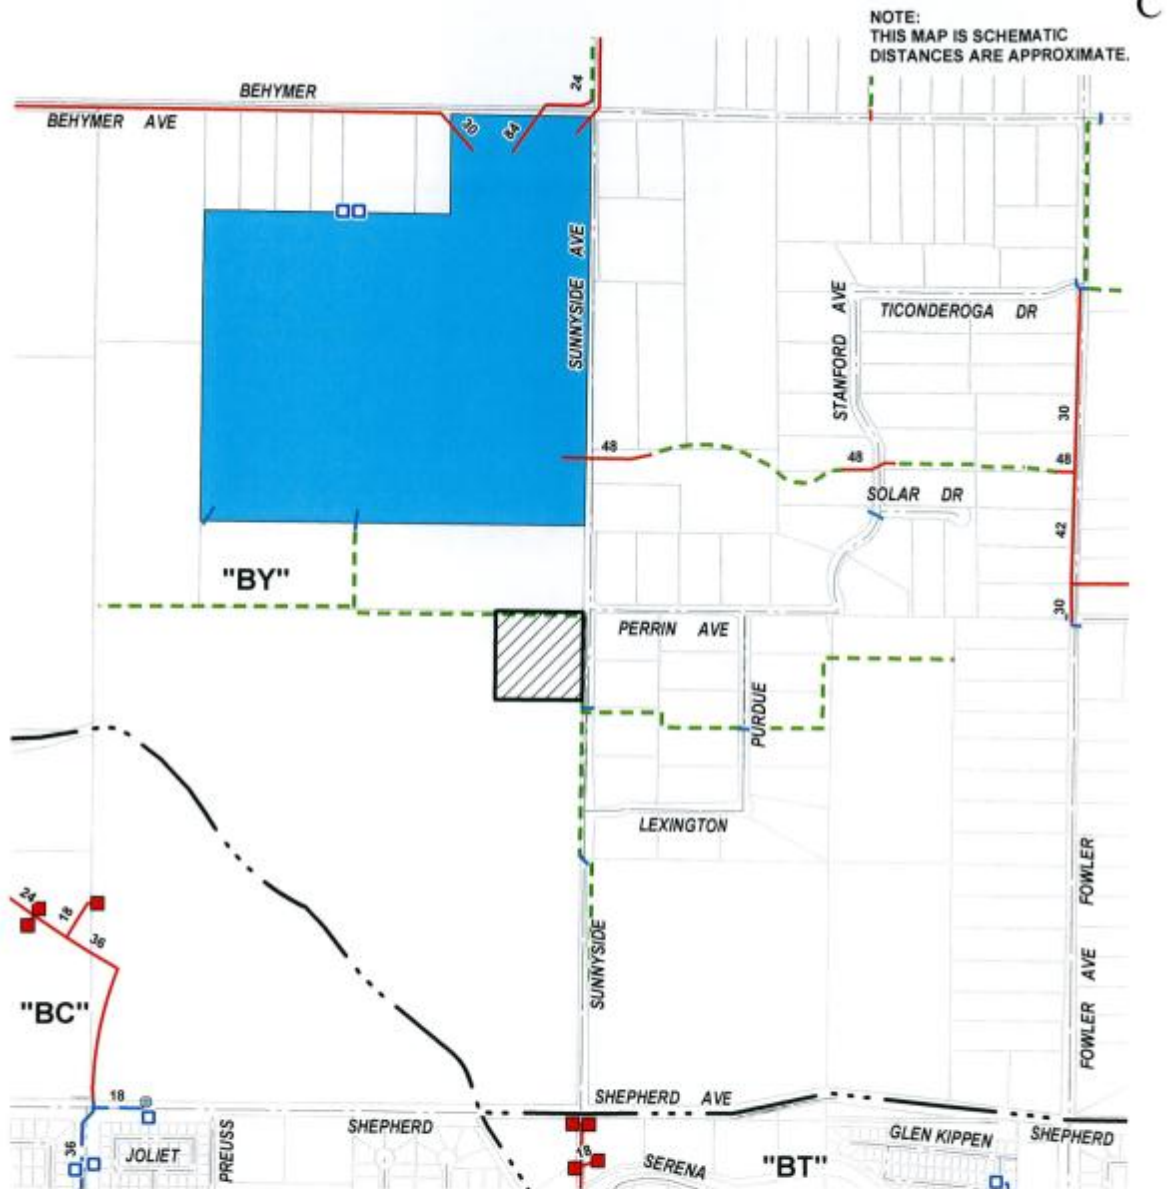 C
NOTE:
THIS MAP IS SCHEMATIC
DISTANCES ARE APPROXIMATE.
BEHYMER
BEHYMER AVE
24
30
84
SUNNYSIDE AVE
STANFORD AVE
TICONDEROGA DR
30
48
48
48
SOLAR DR
42
"BY"
30
PERRIN AVE
PURDUE
LEXINGTON
FOWLER
24
18
36
SUNNYSIDE
FOWLER AVE
"BC"
18
SHEPHERD AVE
SHEPHERD
GLEN KIPPEN
SHEPHERD
36
JOLIET
PREUSS
18
SERENA
"BT"